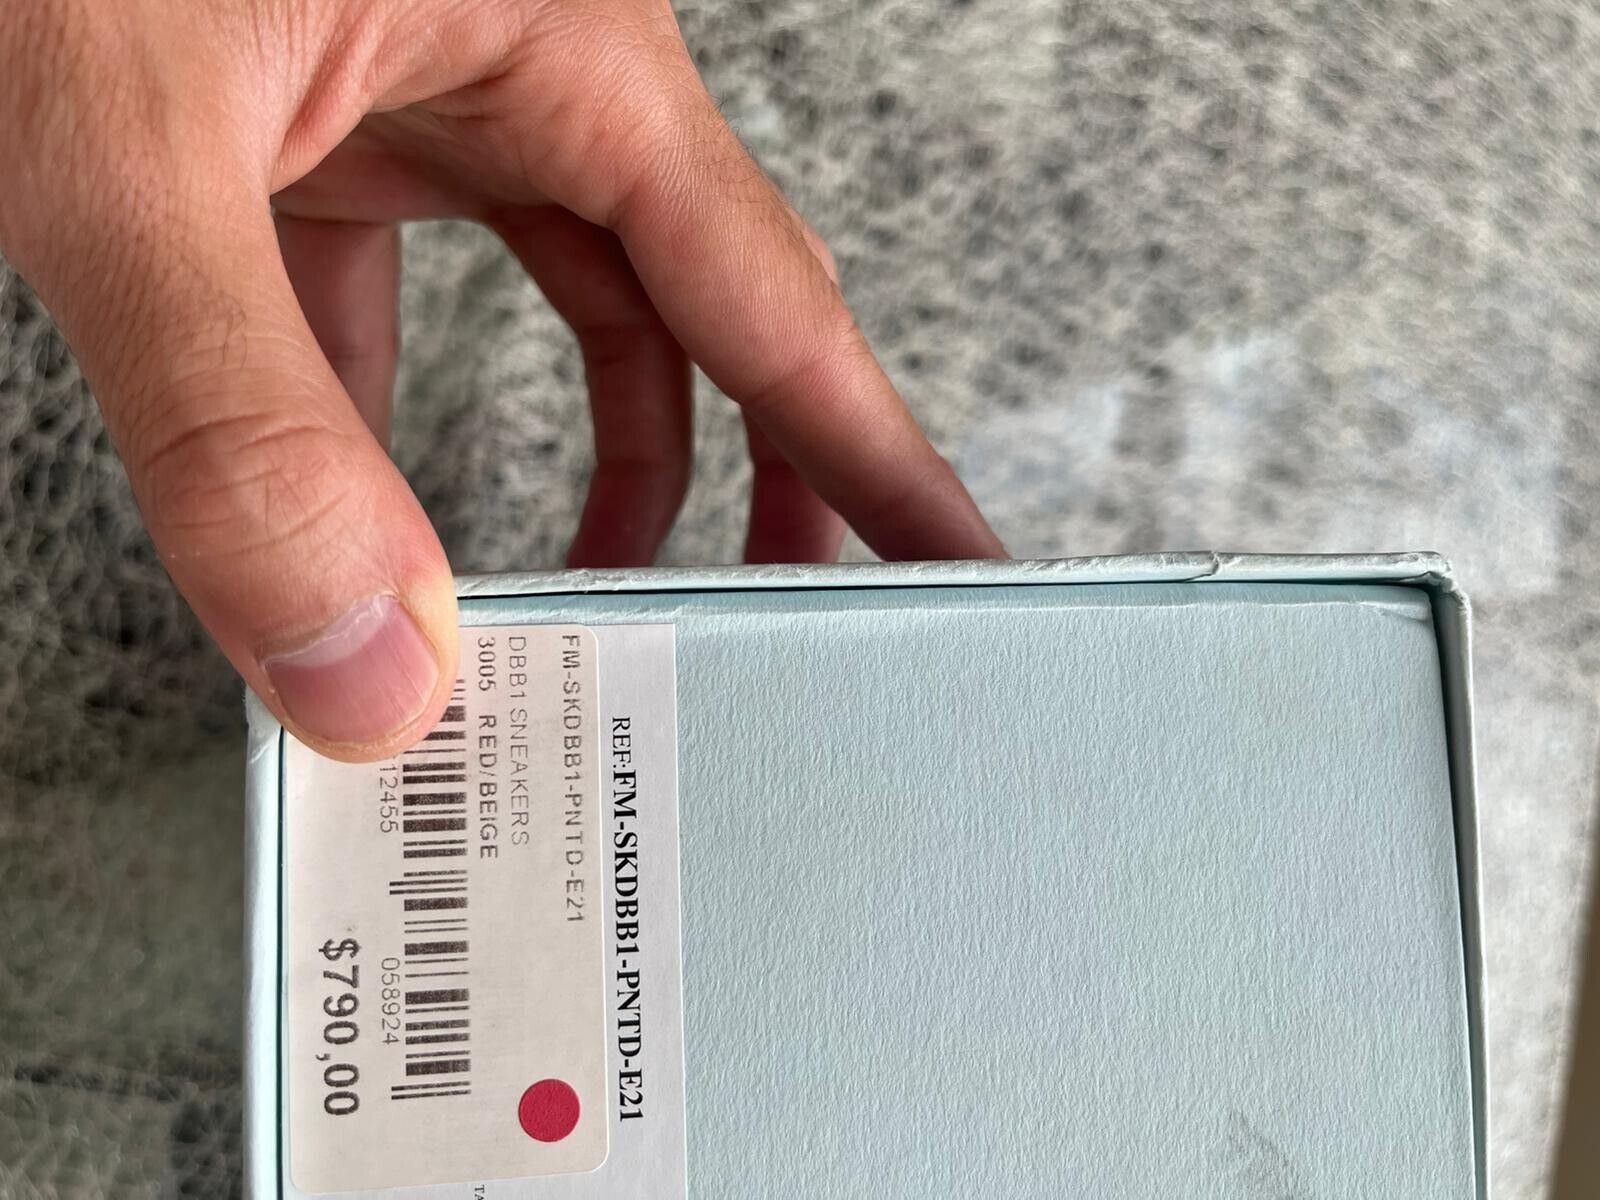 REF:FM-SKDBB1-PNTD-E21
FM-SKDBB1-PNTD-E21
DBB1 SNEAKERS
3005 RED/BEIGE
12455 058924
$790,00